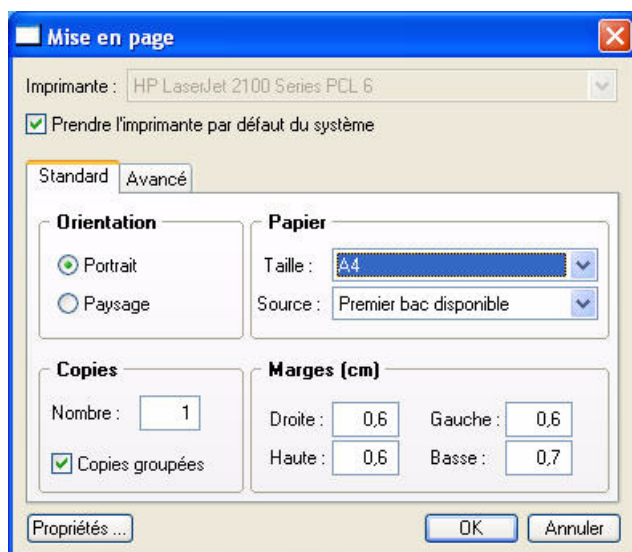 Mise en page
Imprimante : HP LaserJet 2100 Series PCL 6
Prendre l'imprimante par défaut du système
Standard Avancé
Orientation
Portrait
Paysage
Papier
Taille : A4
Source : Premier bac disponible
Copies
Nombre : 1
Copies groupées
Marges (cm)
Droite : 0,6 Gauche : 0,6
Haute : 0,6 Basse : 0,7
Propriétés ... OK Annuler